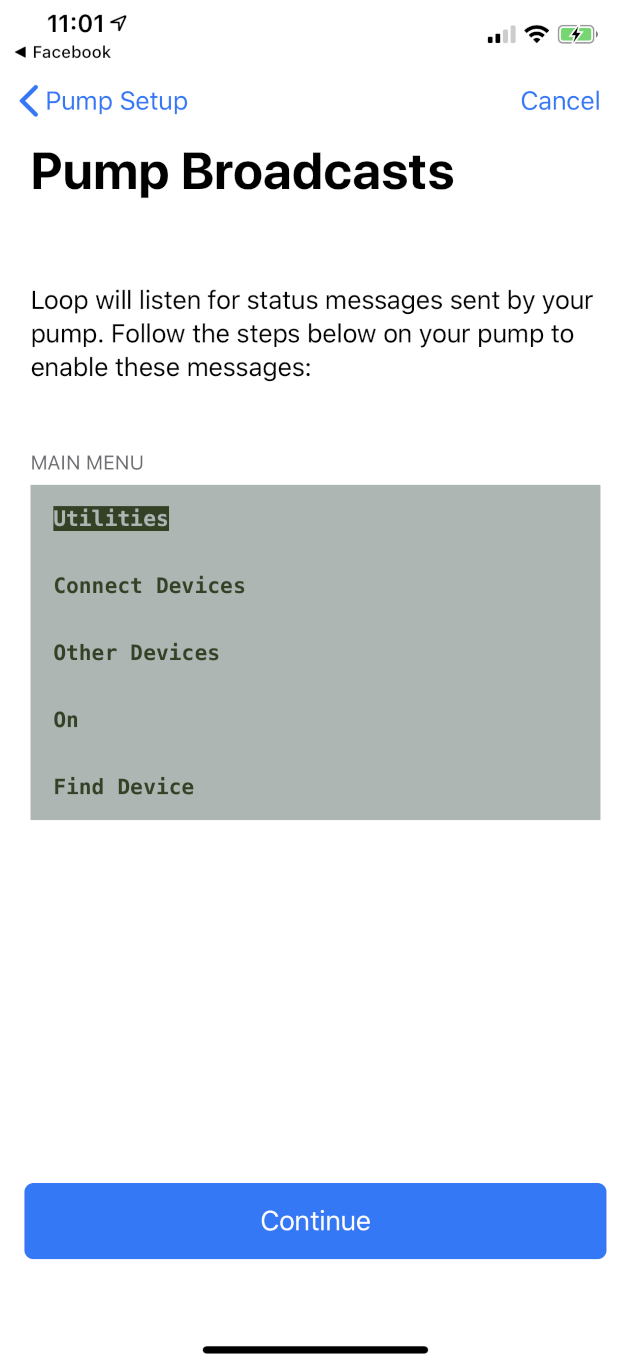 11:01
◀ Facebook
Pump Setup
Cancel
Pump Broadcasts
Loop will listen for status messages sent by your
pump. Follow the steps below on your pump to
enable these messages:
MAIN MENU
Utilities
Connect Devices
Other Devices
On
Find Device
Continue